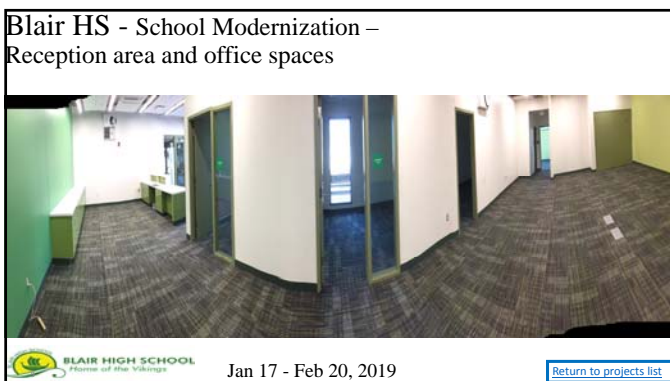 Blair HS - School Modernization –
Reception area and office spaces
BLAIR HIGH SCHOOL
Home of the Vikings
Jan 17 - Feb 20, 2019
Return to projects list